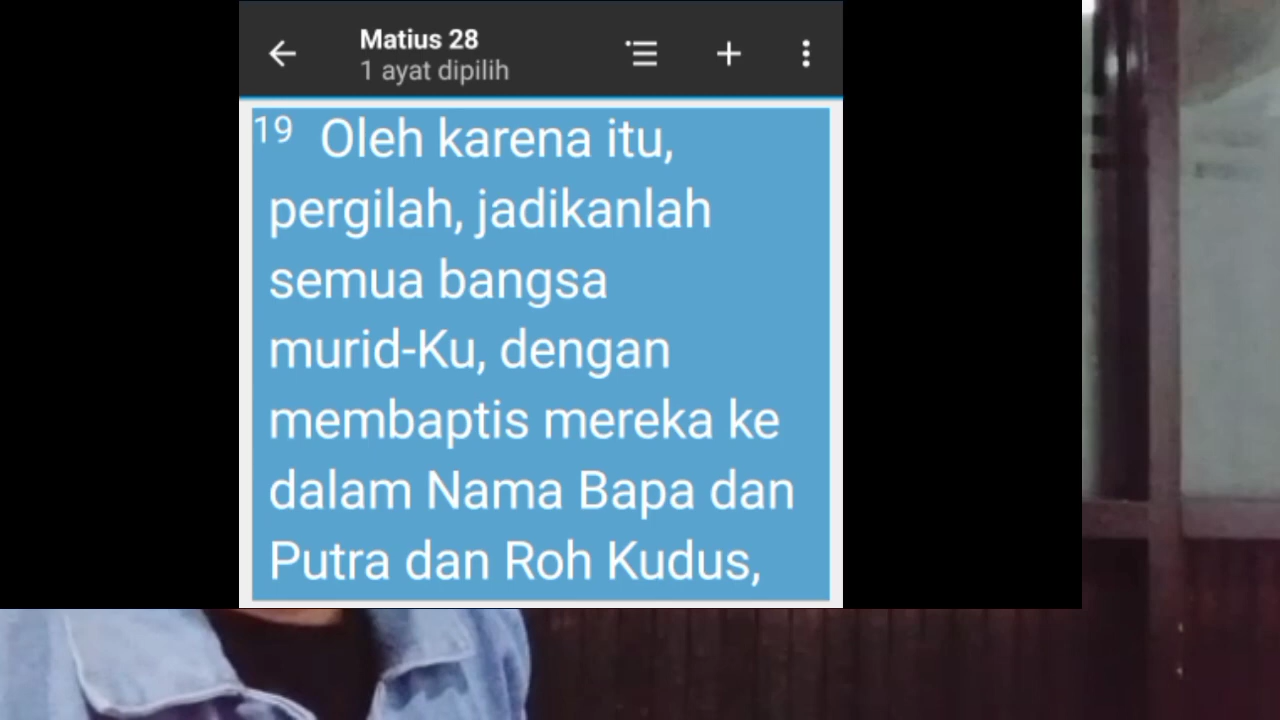 Matius 28
1 ayat dipilih
19 Oleh karena itu,
pergilah, jadikanlah
semua bangsa
murid-Ku, dengan
membaptis mereka ke
dalam Nama Bapa dan
Putra dan Roh Kudus,